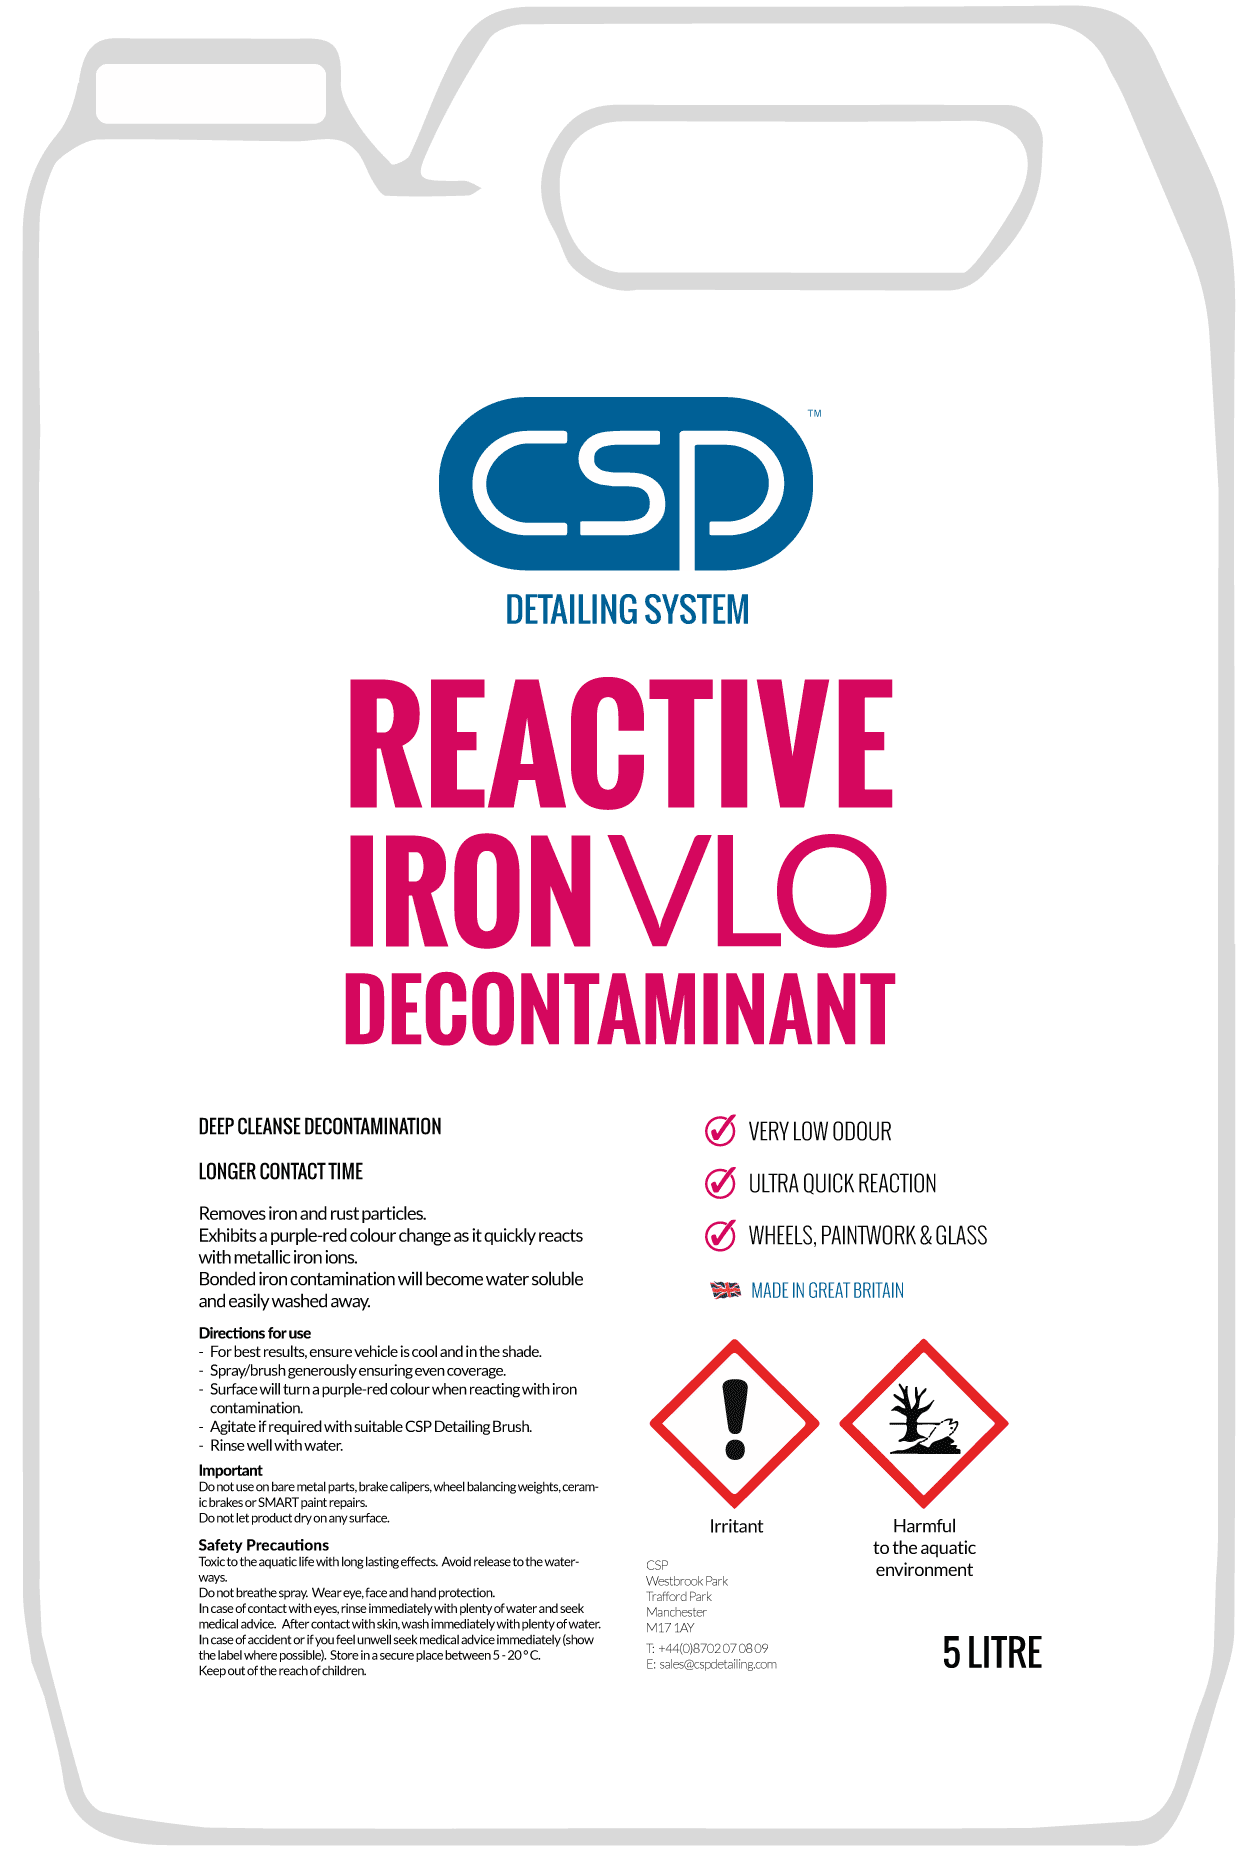 CSP
™
DETAILING SYSTEM
REACTIVE
IRON VLO
DECONTAMINANT
DEEP CLEANSE DECONTAMINATION
LONGER CONTACT TIME
Removes iron and rust particles.
Exhibits a purple-red colour change as it quickly reacts
with metallic iron ions.
Bonded iron contamination will become water soluble
and easily washed away.
Directions for use
- For best results, ensure vehicle is cool and in the shade.
- Spray/brush generously ensuring even coverage.
- Surface will turn a purple-red colour when reacting with iron
contamination.
- Agitate if required with suitable CSP Detailing Brush.
- Rinse well with water.
Important
Do not use on bare metal parts, brake calipers, wheel balancing weights, ceram-
ic brakes or SMART paint repairs.
Do not let product dry on any surface.
Safety Precautions
Toxic to the aquatic life with long lasting effects. Avoid release to the water-
ways.
Do not breathe spray. Wear eye, face and hand protection.
In case of contact with eyes, rinse immediately with plenty of water and seek
medical advice. After contact with skin, wash immediately with plenty of water.
In case of accident or if you feel unwell seek medical advice immediately (show
the label where possible). Store in a secure place between 5 - 20 º C.
Keep out of the reach of children.
VERY LOW ODOUR
ULTRA QUICK REACTION
WHEELS, PAINTWORK & GLASS
MADE IN GREAT BRITAIN
Irritant
Harmful
to the aquatic
environment
CSP
Westbrook Park
Trafford Park
Manchester
M17 1AY
T: +44(0)8702 07 08 09
E: sales@cspdetailing.com
5 LITRE